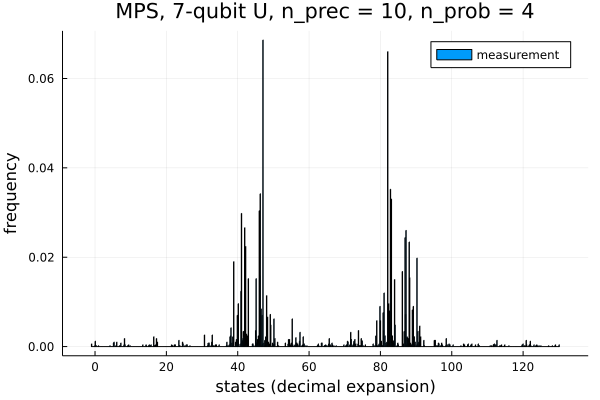 MPS, 7-qubit U, n_prec = 10, n_prob = 4
measurement
frequency
0.06
0.04
0.02
0.00
0 20 40 60 80 100 120
states (decimal expansion)